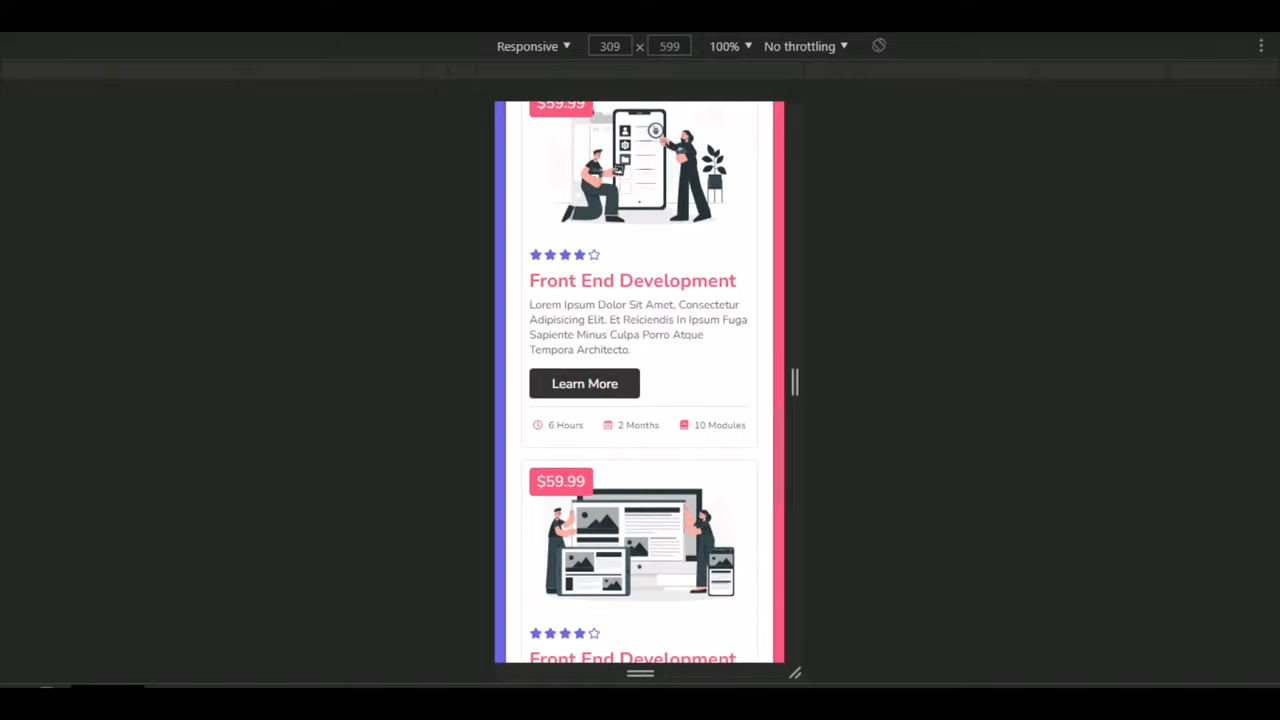 Responsive 309 × 599 100% No throttling
$59.99
Front End Development
Lorem Ipsum Dolor Sit Amet, Consectetur
Adipisicing Elit. Et Reiciendis In Ipsum Fuga
Sapiente Minus Culpa Porro Atque
Tempora Architecto.
Learn More
6 Hours 2 Months 10 Modules
$59.99
Front End Development